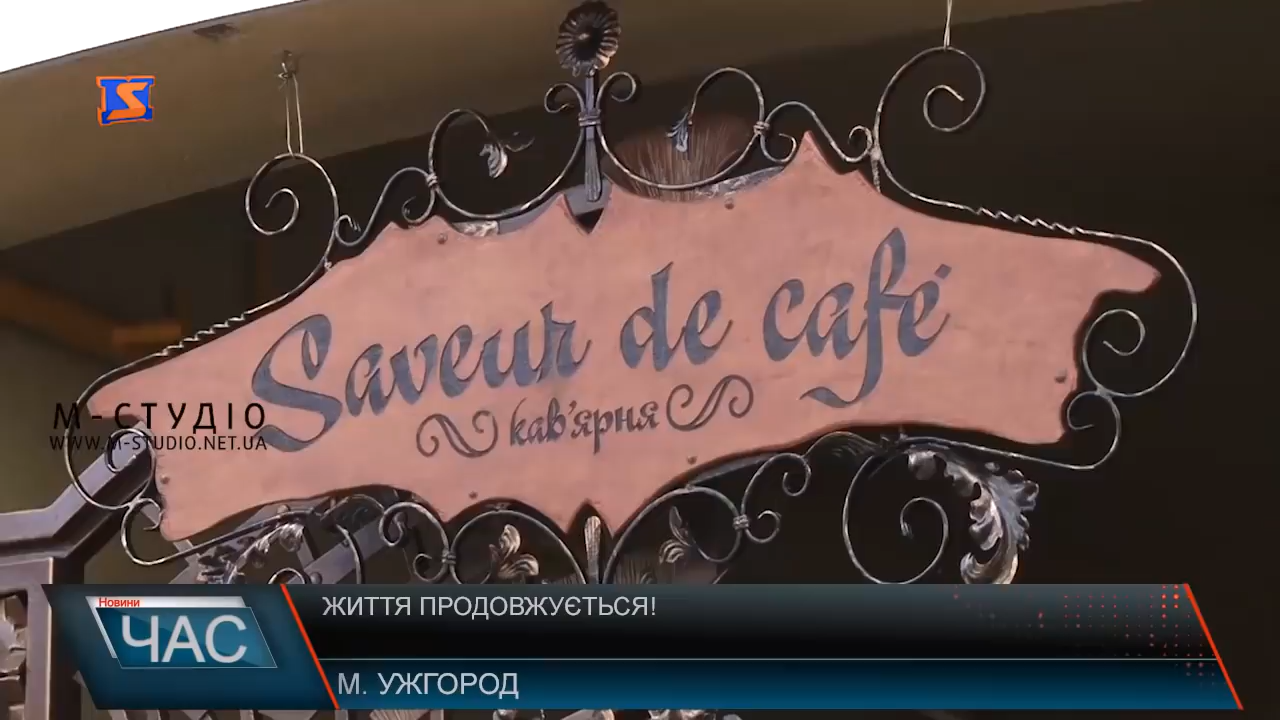 Saveur de café
кав'ярня
М-СТУДІО
WWW.M-STUDIO.NET.UA
Новини
ЧАС
ЖИТТЯ ПРОДОВЖУЄТЬСЯ!
М. УЖГОРОД